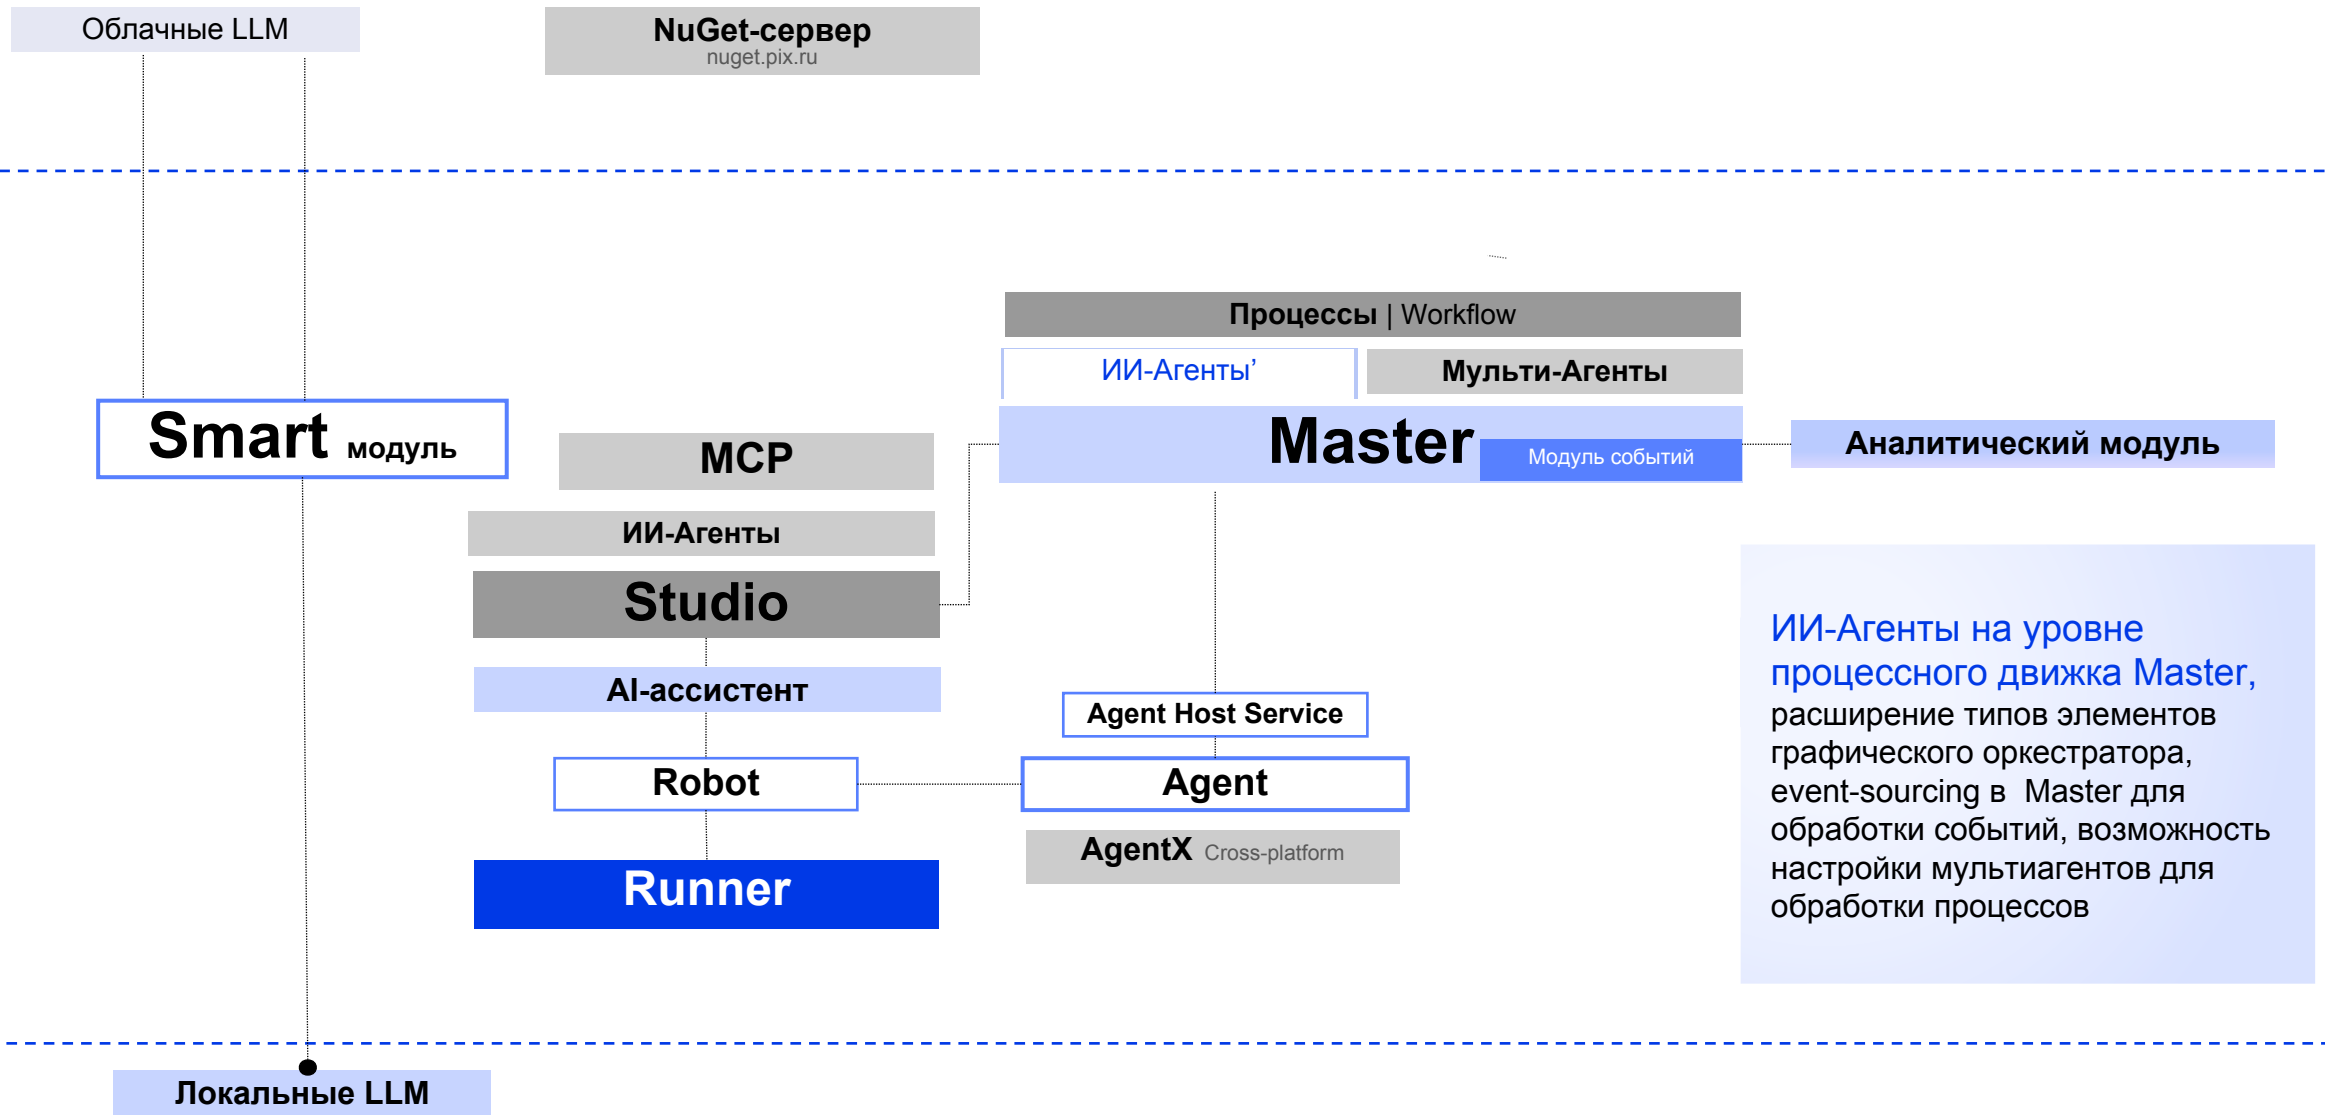 Облачные LLM
NuGet-сервер
nuget.pix.ru
Процессы | Workflow
ИИ-Агенты’
Мульти-Агенты
Smart модуль
MCP
Master
Модуль событий
Аналитический модуль
ИИ-Агенты
Studio
AI-ассистент
Agent Host Service
Robot
Agent
AgentX Cross-platform
Runner
ИИ-Агенты на уровне
процессного движка Master,
расширение типов элементов
графического оркестратора,
event-sourcing в  Master для
обработки событий, возможность
настройки мультиагентов для
обработки процессов
Локальные LLM